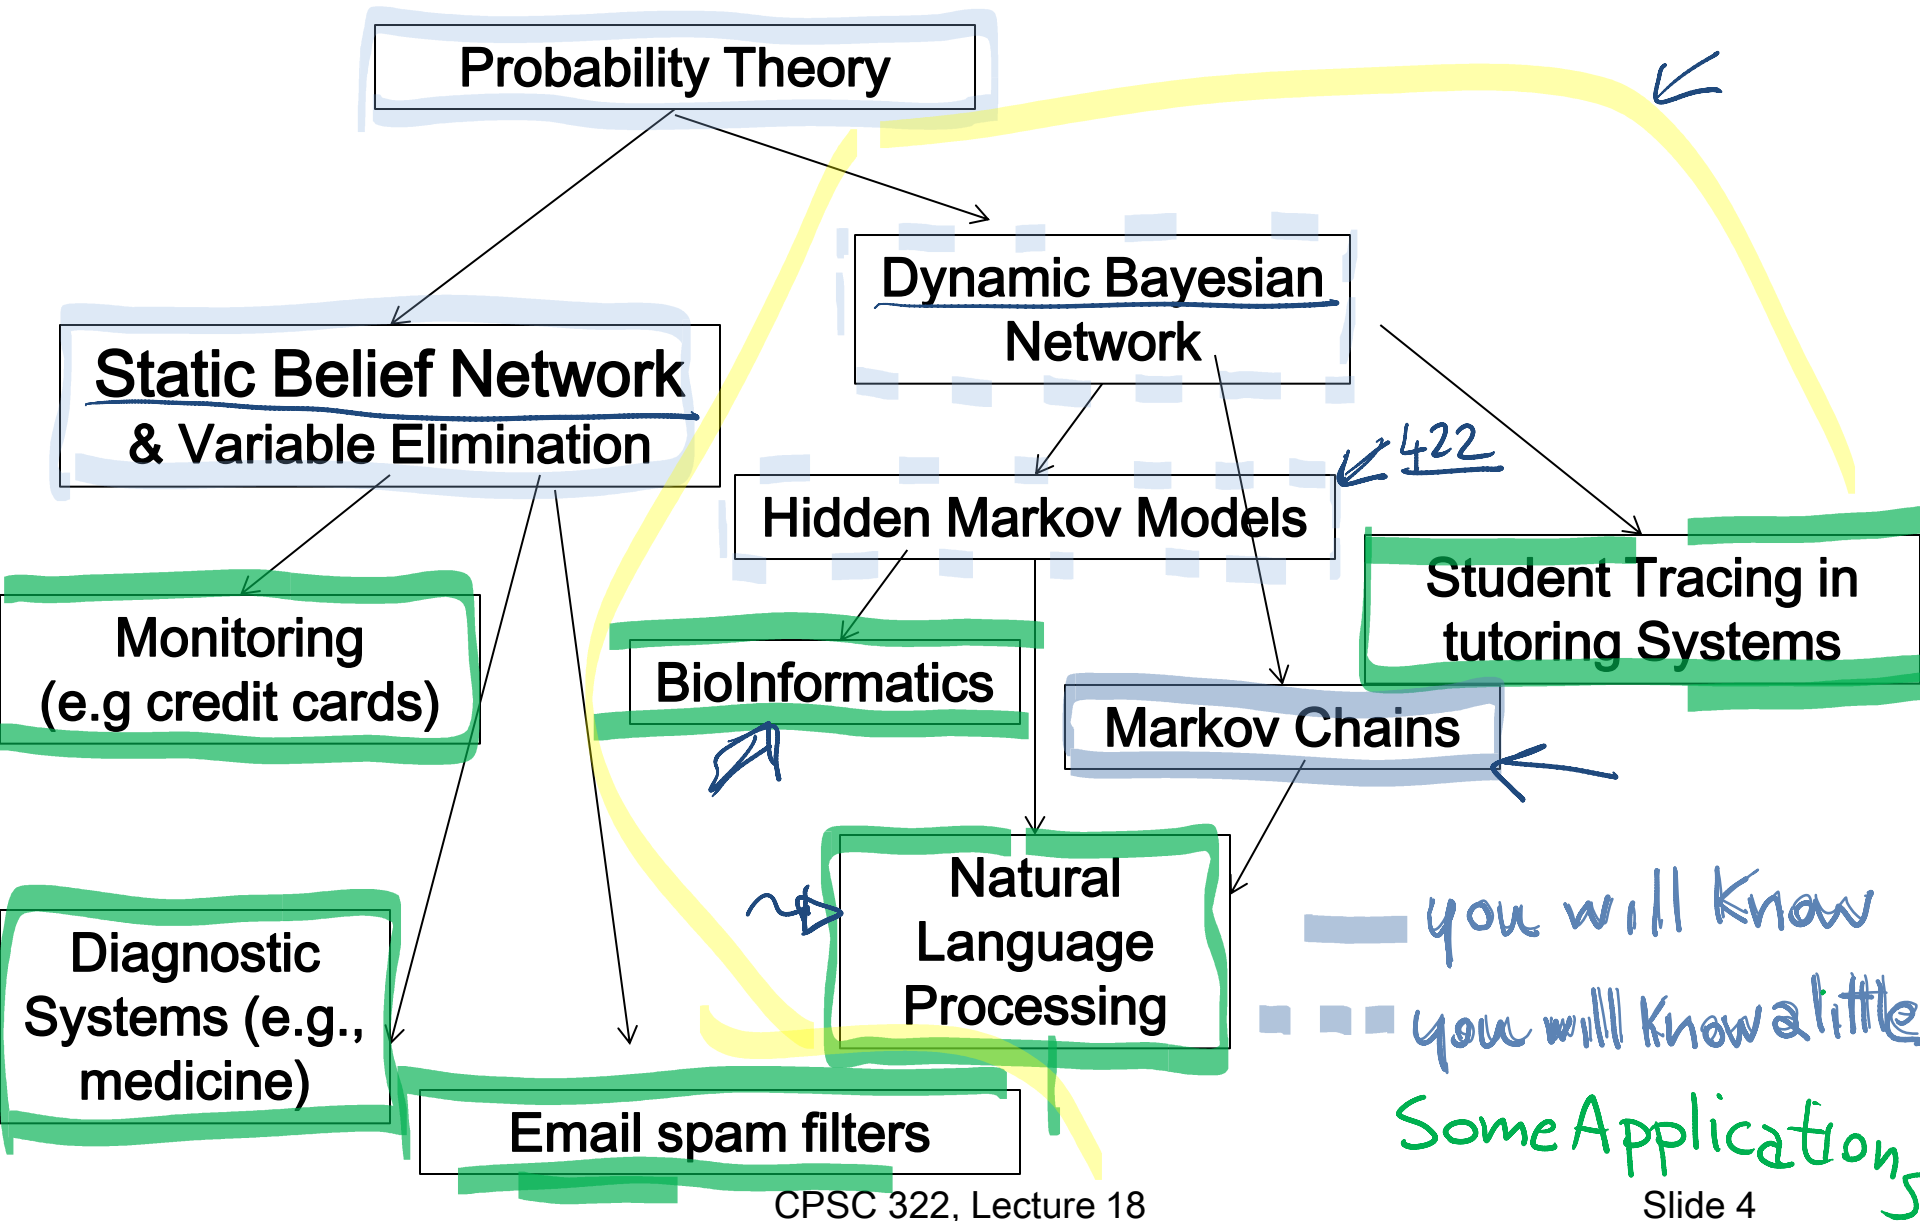 Probability Theory
Dynamic Bayesian
Network
Static Belief Network
& Variable Elimination
422
Hidden Markov Models
Student Tracing in
tutoring Systems
Monitoring
(e.g credit cards)
BioInformatics
Markov Chains
Natural
Language
Processing
you will Know
Diagnostic
Systems (e.g.,
medicine)
you will Know a little
Email spam filters
Some Applications
CPSC 322, Lecture 18
Slide 4